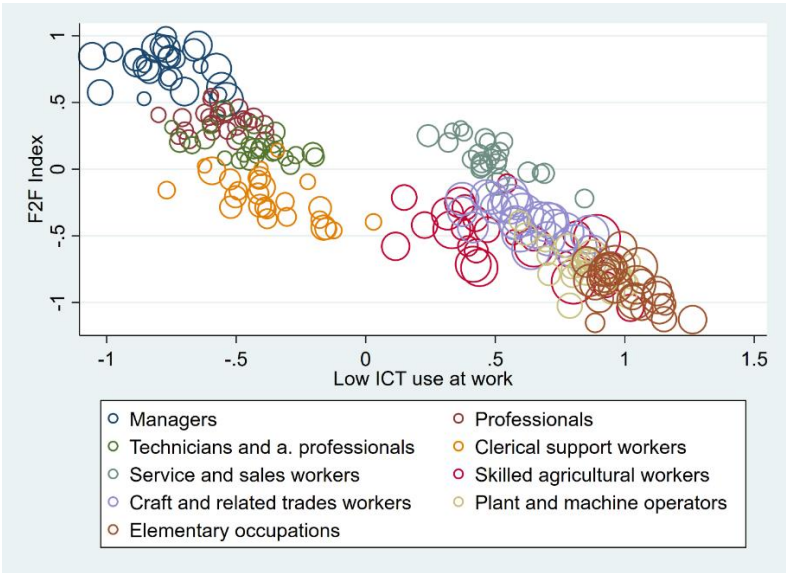 F2F Index
1
.5
0
-.5
-1
-1 -.5 0 .5 1 1.5
Low ICT use at work
Managers Professionals
Technicians and a. professionals Clerical support workers
Service and sales workers Skilled agricultural workers
Craft and related trades workers Plant and machine operators
Elementary occupations